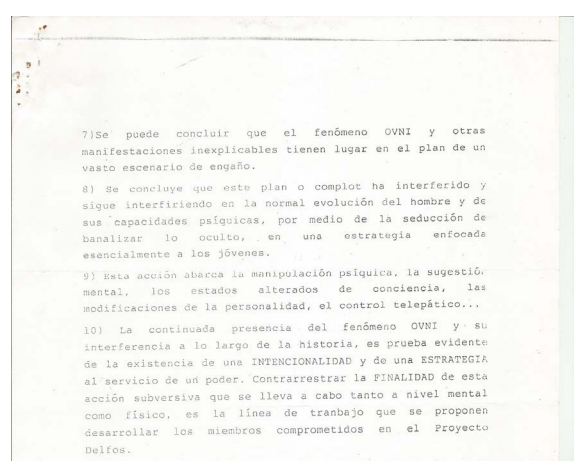 7)Se puede concluir que el fenómeno OVNI y otras
manifestaciones inexplicables tienen lugar en el plan de un
vasto escenario de engaño.
8) Se concluye que este plan o complot ha interferido y
sigue interfiriendo en la normal evolución del hombre y de
sus capacidades psíquicas, por medio de la seducción de
banalizar lo oculto, en una estrategia enfocada
esencialmente a los jóvenes.
9) Esta acción abarca la manipulación psíquica, la sugestió.
mental, los estados alterados de conciencia, las
modificaciones de la personalidad, el control telepático...
10) La continuada presencia del fenómeno OVNI y su
interferencia a lo largo de la historia, es prueba evidente
de la existencia de una INTENCIONALIDAD y de una ESTRATEGIA
al servicio de un poder. Contrarrestrar la FINALIDAD de esta
acción subversiva que se lleva a cabo tanto a nivel mental
como físico, es la línea de tranbajo que se proponen
desarrollar los miembros comprometidos en el Proyecto
Delfos.